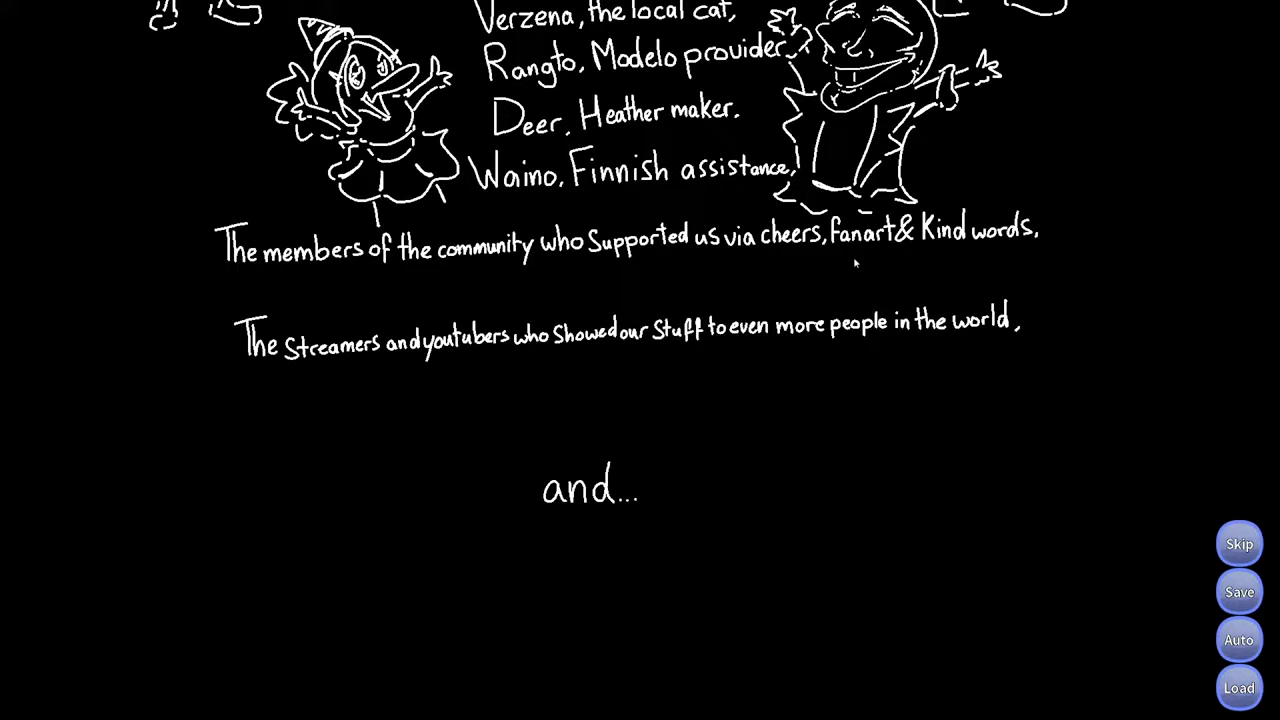 Verzena, the local cat,
Rangto, Modelo provider,
Deer, Heather maker.
Waino, Finnish assistance,
The members of the community who Supported us via cheers, fanart & Kind words,
The Streamers and youtubers who Showed our Stuff to even more people in the world,
and...
Skip
Save
Auto
Load